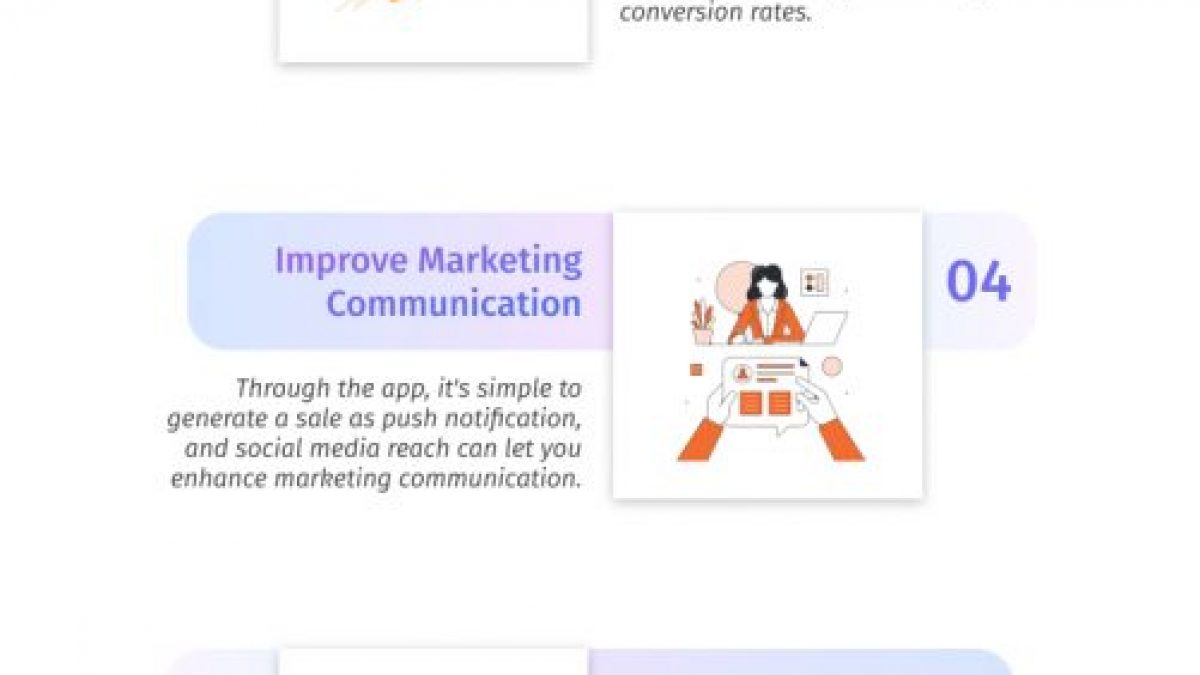 conversion rates.
Improve Marketing
Communication
04
Through the app, it's simple to
generate a sale as push notification,
and social media reach can let you
enhance marketing communication.